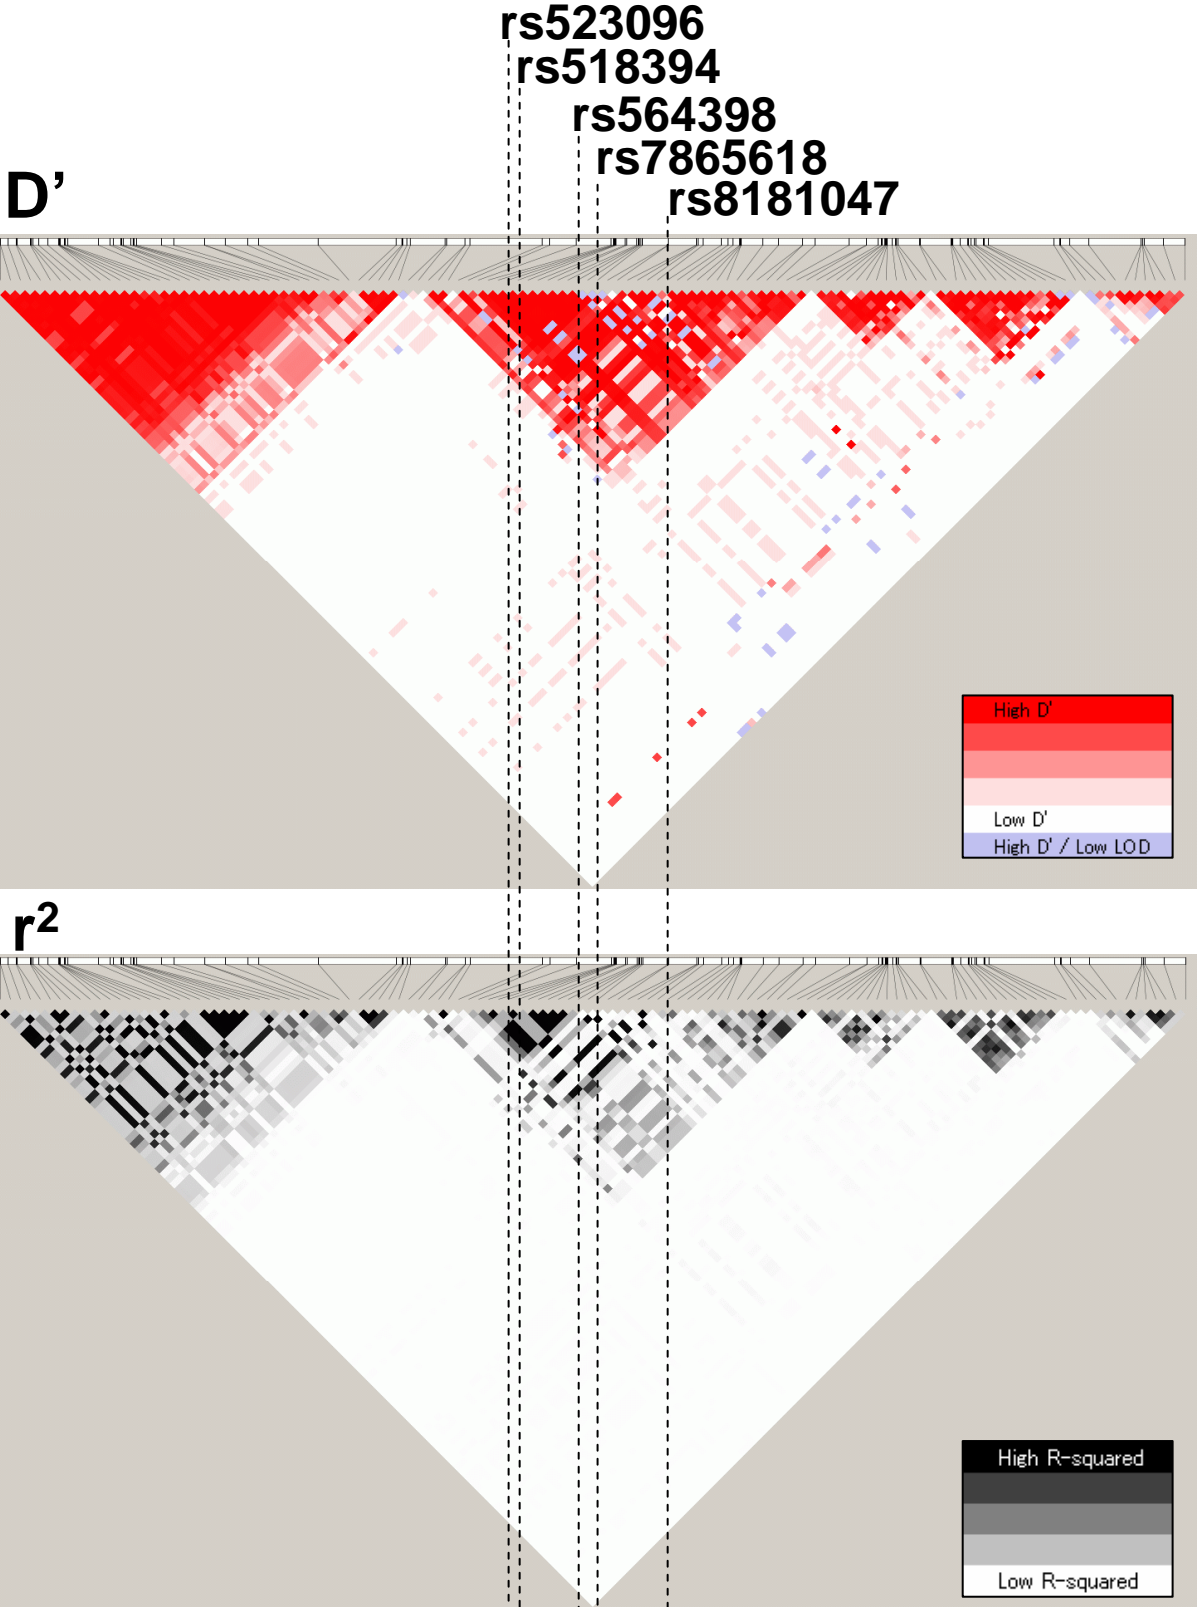 rs523096
rs518394
rs564398
rs7865618
rs8181047
D’
High D'
Low D'
High D' / Low LOD
r²
High R-squared
Low R-squared